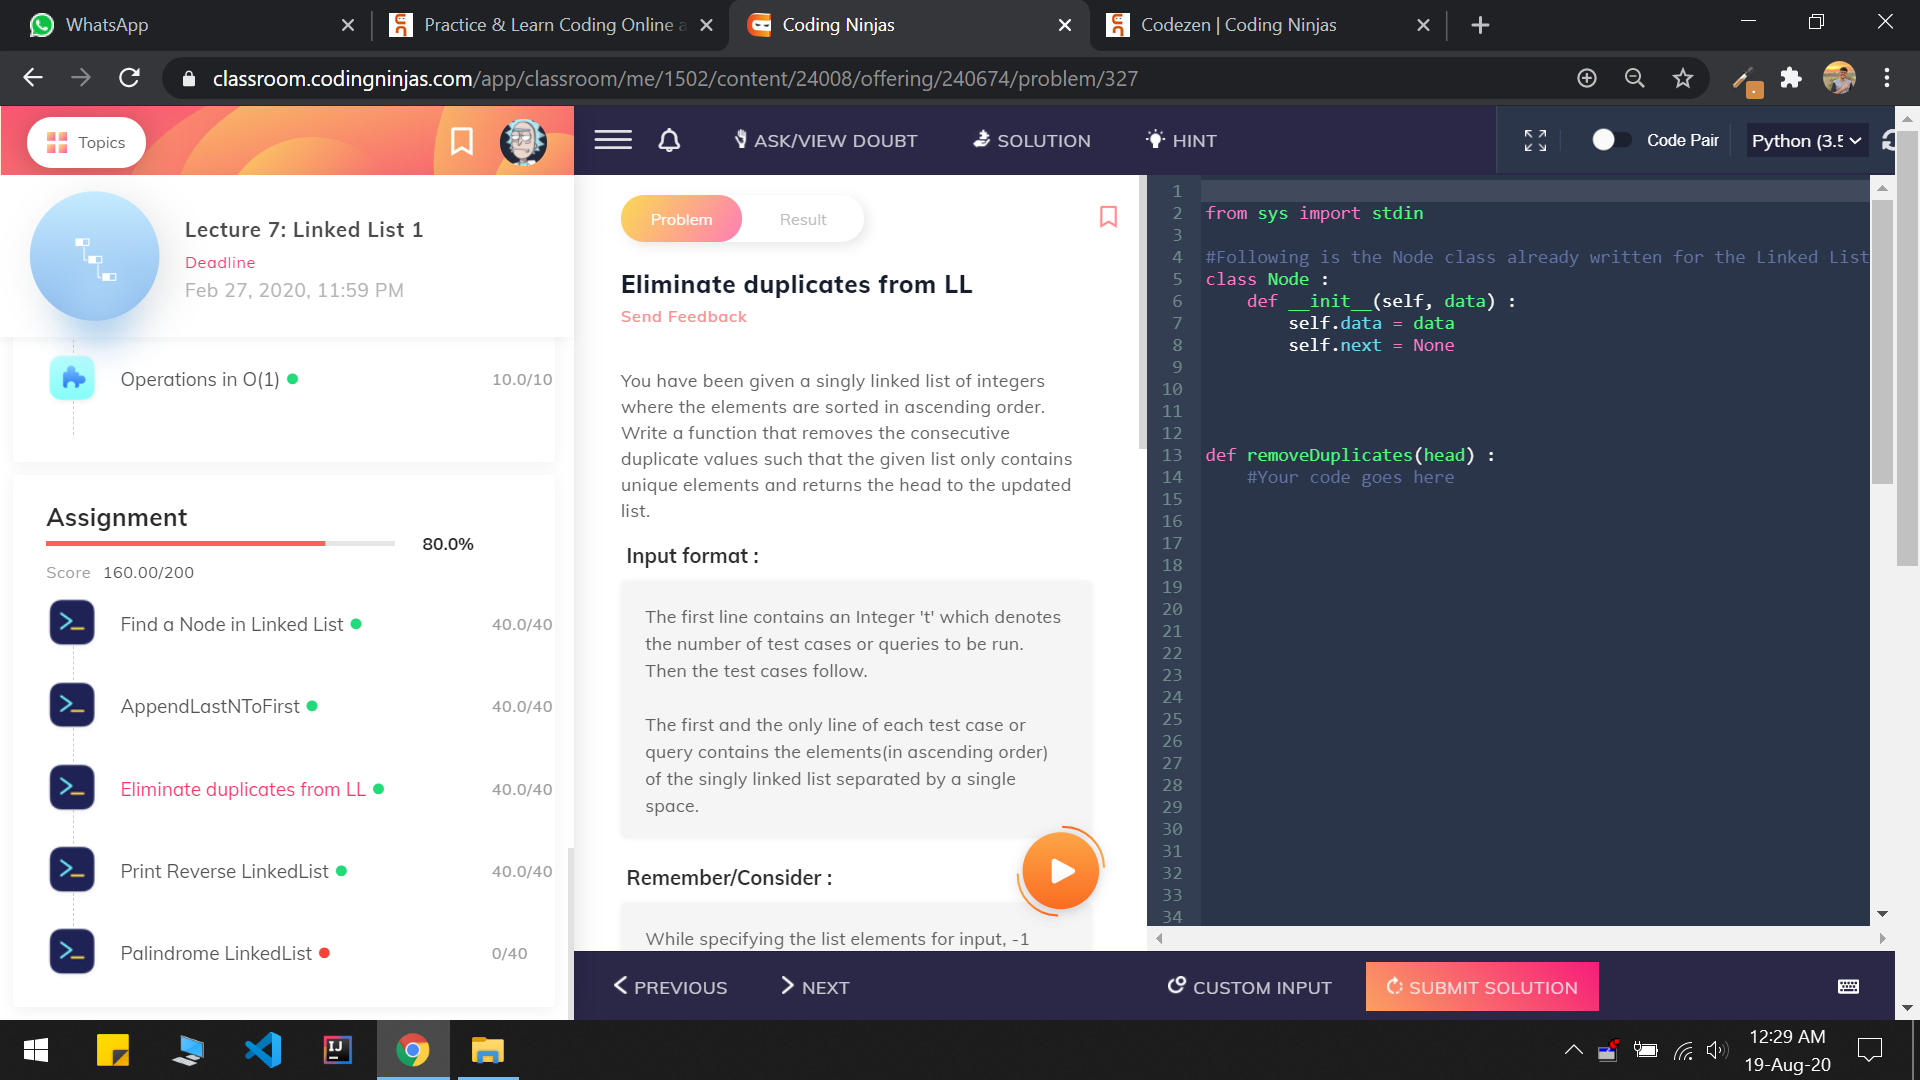 WhatsApp
Practice & Learn Coding Online a
Coding Ninjas
Codezen | Coding Ninjas
classroom.codingninjas.com/app/classroom/me/1502/content/24008/offering/240674/problem/327
Topics
ASK/VIEW DOUBT
SOLUTION
HINT
Code Pair
Python (3.5
Lecture 7: Linked List 1
Deadline
Feb 27, 2020, 11:59 PM
Operations in O(1)
10.0/10
Assignment
80.0%
Score 160.00/200
Find a Node in Linked List
40.0/40
AppendLastNToFirst
40.0/40
Eliminate duplicates from LL
40.0/40
Print Reverse LinkedList
40.0/40
Palindrome LinkedList
0/40
Problem
Result
Eliminate duplicates from LL
Send Feedback
You have been given a singly linked list of integers
where the elements are sorted in ascending order.
Write a function that removes the consecutive
duplicate values such that the given list only contains
unique elements and returns the head to the updated
list.
Input format :
The first line contains an Integer 't' which denotes
the number of test cases or queries to be run.
Then the test cases follow.
The first and the only line of each test case or
query contains the elements(in ascending order)
of the singly linked list separated by a single
space.
Remember/Consider :
While specifying the list elements for input, -1
1
2 from sys import stdin
3
4 #Following is the Node class already written for the Linked List
5 class Node :
6 def __init__(self, data) :
7 self.data = data
8 self.next = None
9
10
11
12
13 def removeDuplicates(head) :
14 #Your code goes here
15
16
17
18
19
20
21
22
23
24
25
26
27
28
29
30
31
32
33
34
PREVIOUS
NEXT
CUSTOM INPUT
SUBMIT SOLUTION
IJ
12:29 AM
19-Aug-20